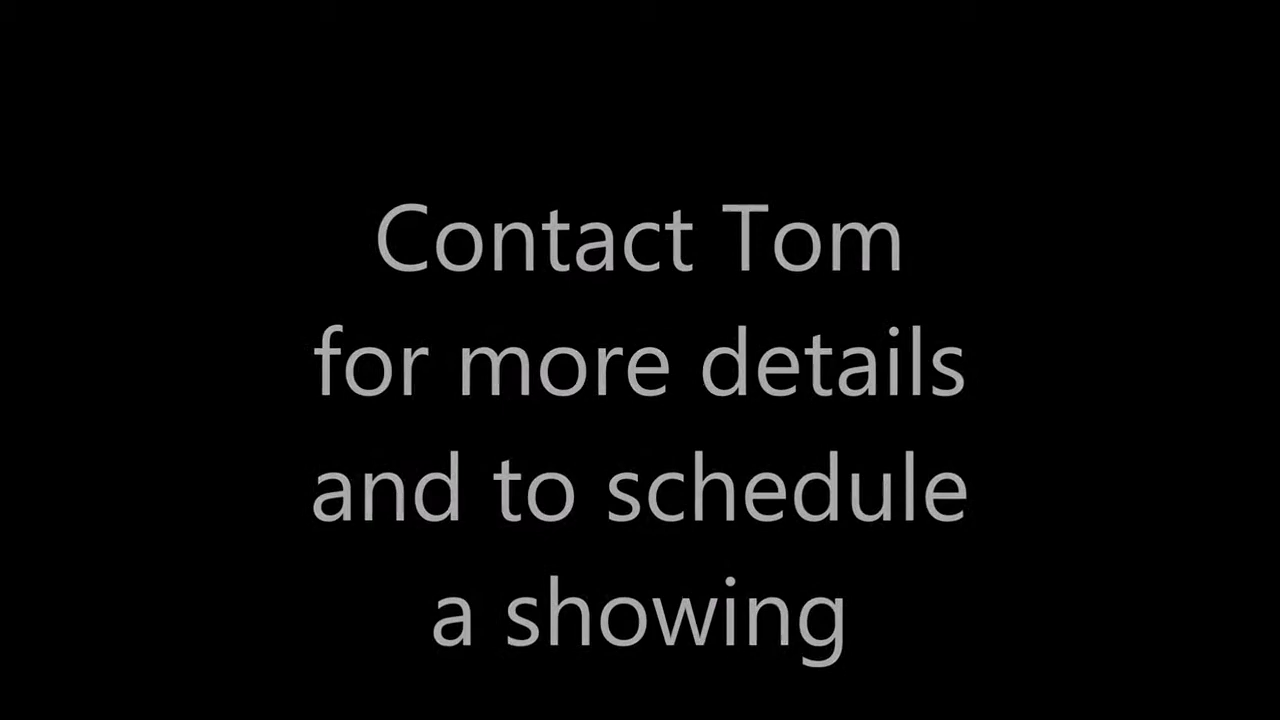 Contact Tom
for more details
and to schedule
a showing